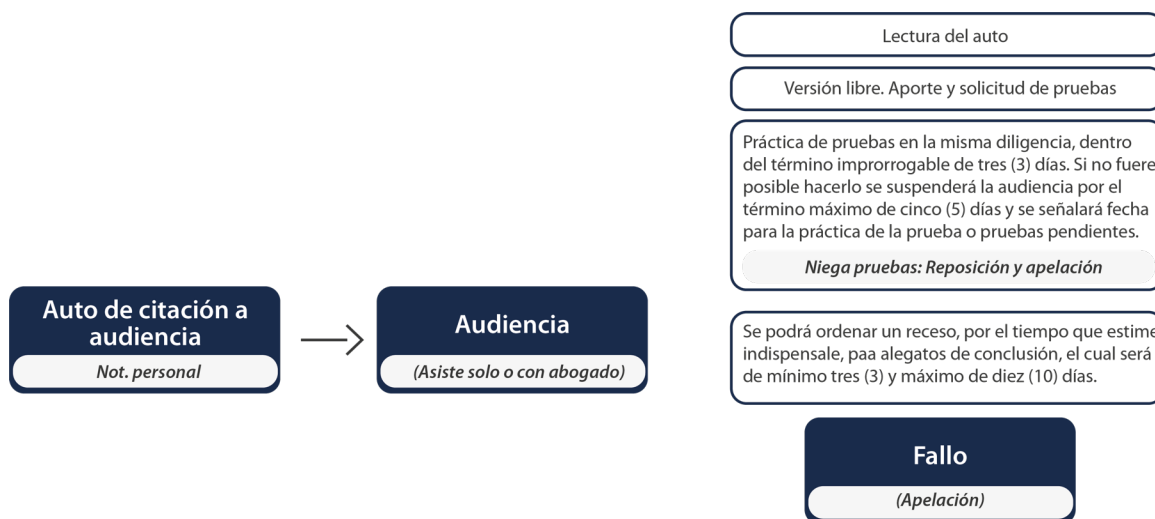 Auto de citación a
audiencia
Not. personal
Audiencia
(Asiste solo o con abogado)
Lectura del auto
Versión libre. Aporte y solicitud de pruebas
Práctica de pruebas en la misma diligencia, dentro
del término improrrogable de tres (3) días. Si no fuere
posible hacerlo se suspenderá la audiencia por el
término máximo de cinco (5) días y se señalará fecha
para la práctica de la prueba o pruebas pendientes.
Niega pruebas: Reposición y apelación
Se podrá ordenar un receso, por el tiempo que estime
indispensale, paa alegatos de conclusión, el cual será
de mínimo tres (3) y máximo de diez (10) días.
Fallo
(Apelación)